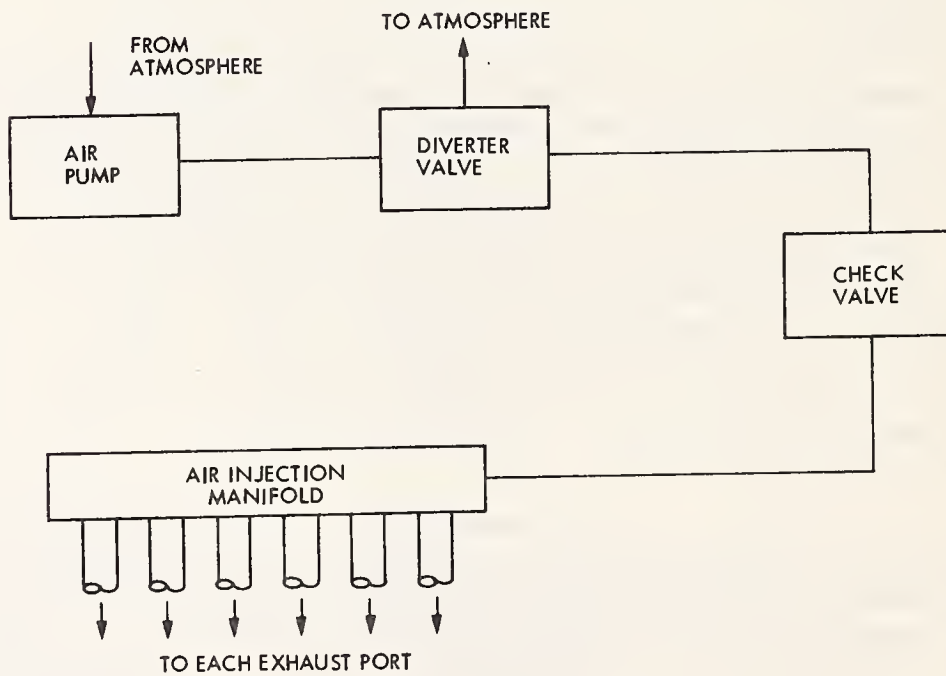 TO ATMOSPHERE
FROM
ATMOSPHERE
AIR
PUMP
DIVERTER
VALVE
CHECK
VALVE
AIR INJECTION
MANIFOLD
TO EACH EXHAUST PORT